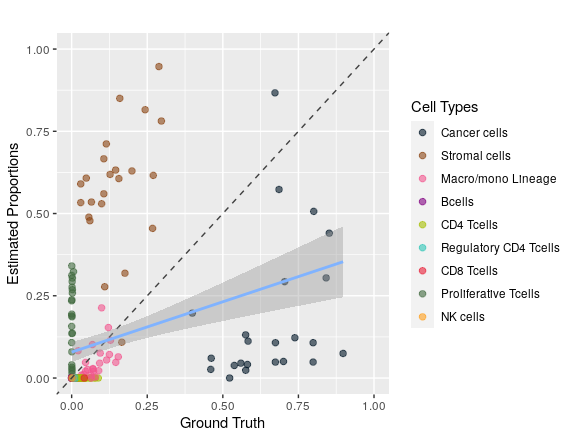 1.00
0.75
0.50
0.25
0.00
Estimated Proportions
0.00 0.25 0.50 0.75 1.00
Ground Truth
Cell Types
Cancer cells
Stromal cells
Macro/mono Lineage
Bcells
CD4 Tcells
Regulatory CD4 Tcells
CD8 Tcells
Proliferative Tcells
NK cells